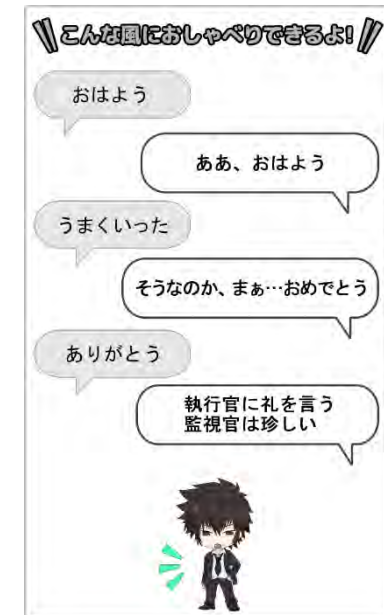 こんな風におしゃべりできるよ!
おはよう
ああ、おはよう
うまくいった
そうなのか、まぁ…おめでとう
ありがとう
執行官に礼を言う
監視官は珍しい